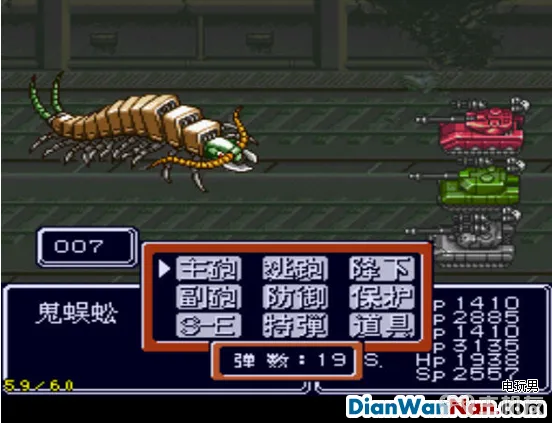 007
主砲 逃跑 降下
副砲 防御 保护
S-E 特弹 道具
鬼蜈蚣
弹 数：19 S.
p 1410
p 2885
p 1410
p 3135
HP 1938
SP 2557
5.9/6.0
电玩男
DianWanNan.com